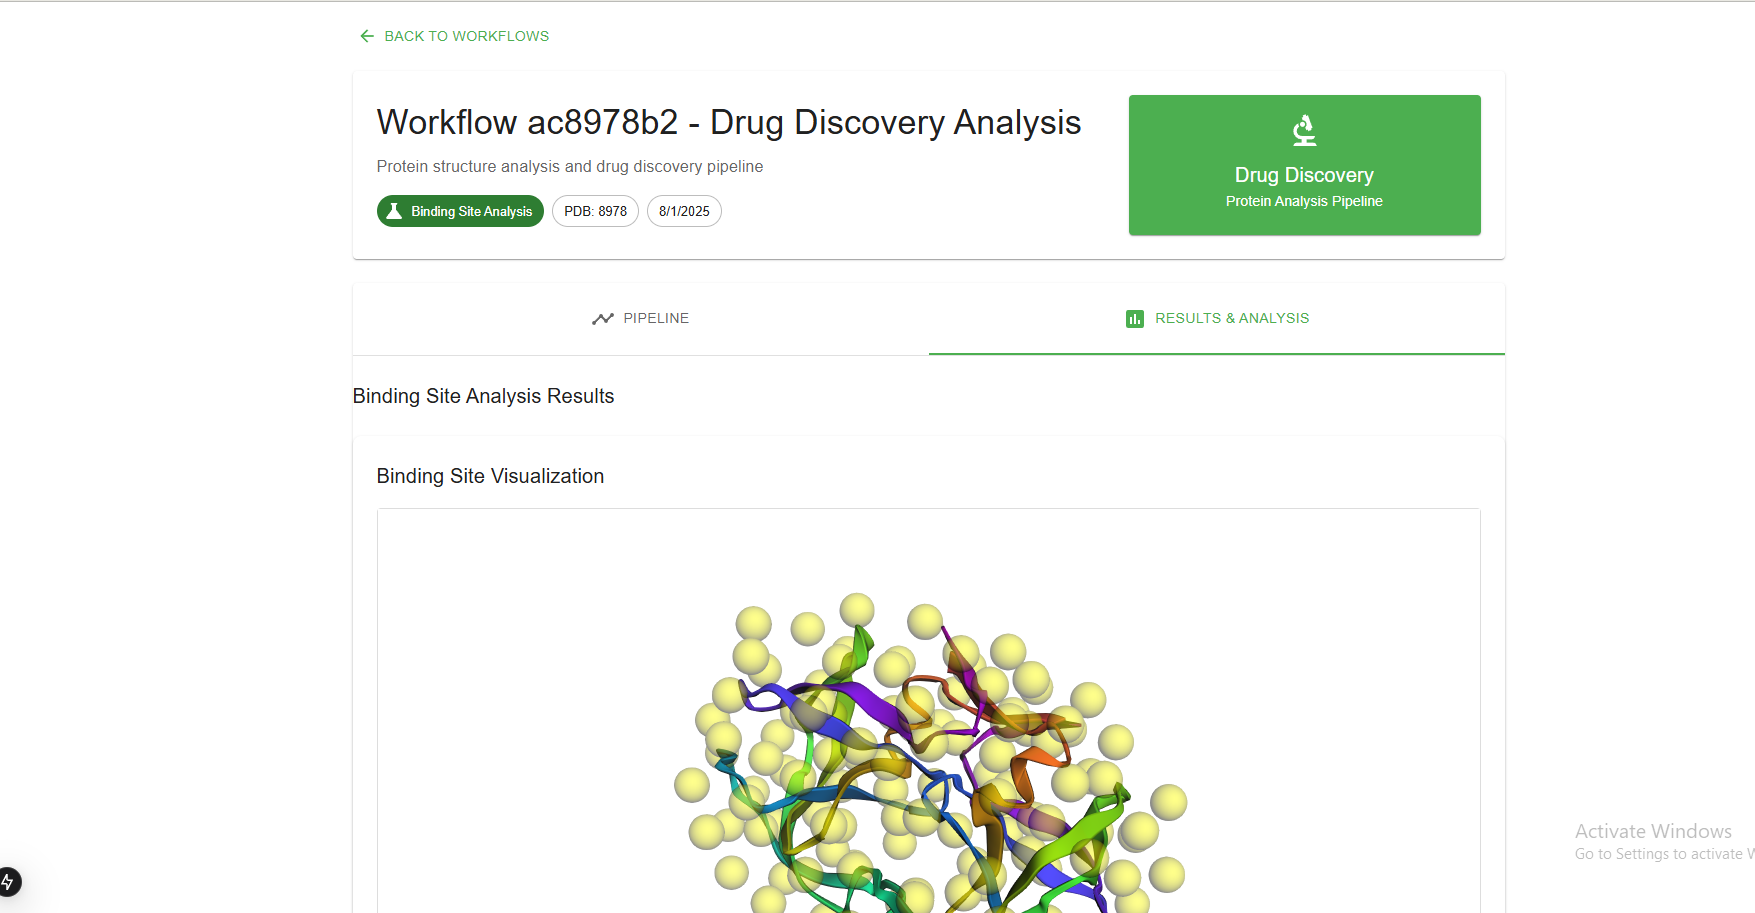 BACK TO WORKFLOWS
Workflow ac8978b2 - Drug Discovery Analysis
Protein structure analysis and drug discovery pipeline
Binding Site Analysis
PDB: 8978
8/1/2025
Drug Discovery
Protein Analysis Pipeline
PIPELINE
RESULTS & ANALYSIS
Binding Site Analysis Results
Binding Site Visualization
Activate Windows
Go to Settings to activate